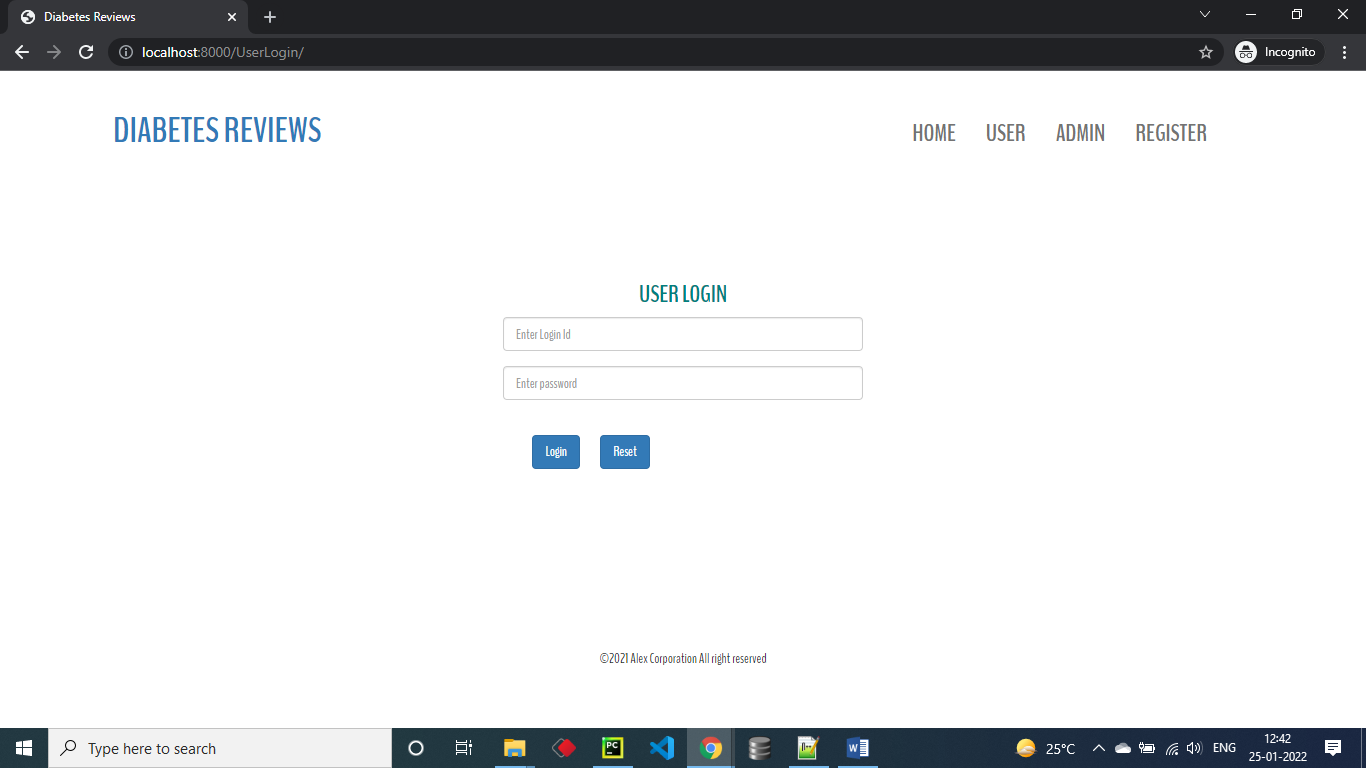 Diabetes Reviews
localhost:8000/UserLogin/
Incognito
DIABETES REVIEWS
HOME USER ADMIN REGISTER
USER LOGIN
Enter Login Id
Enter password
Login Reset
©2021 Alex Corporation All right reserved
Type here to search
PC
W
25°C
ENG
12:42
25-01-2022